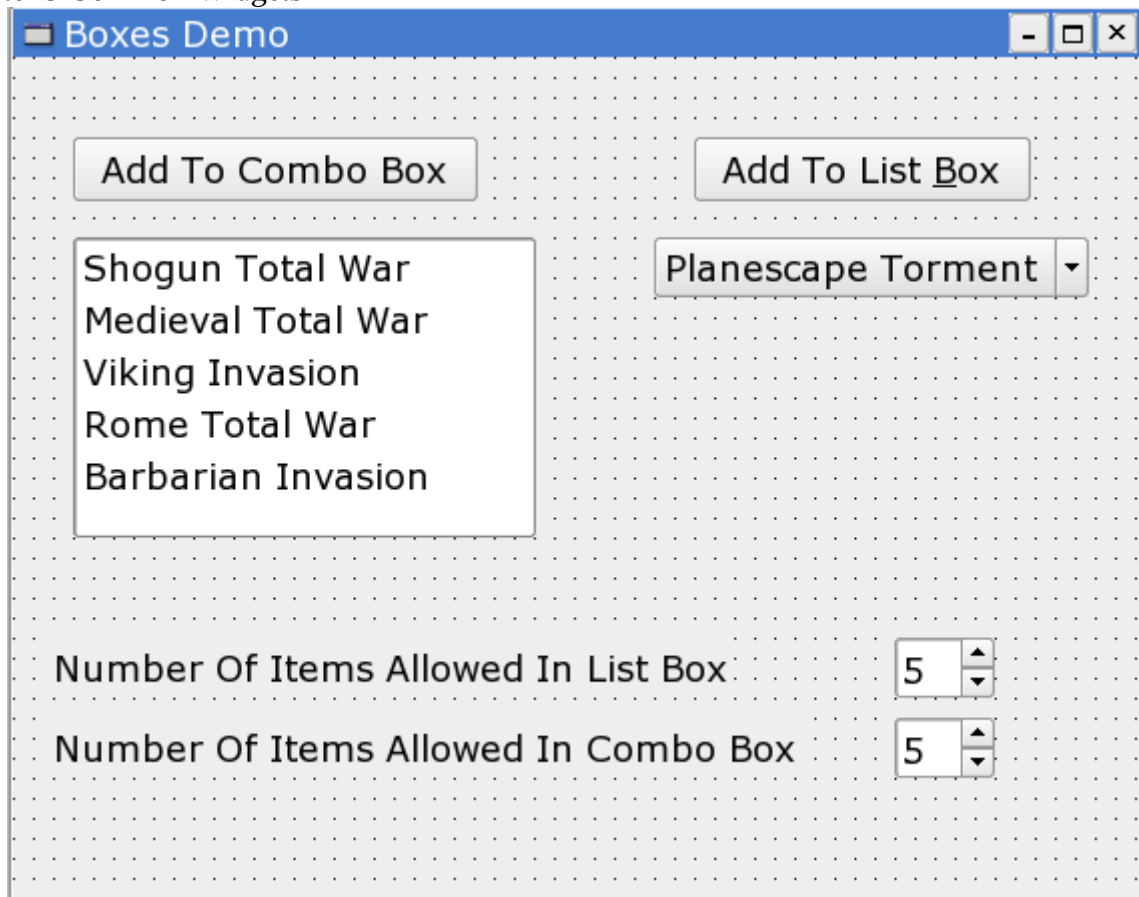 Widgets
Boxes Demo
Add To Combo Box
Add To List Box
Shogun Total War
Medieval Total War
Viking Invasion
Rome Total War
Barbarian Invasion
Planescape Torment
Number Of Items Allowed In List Box
5
Number Of Items Allowed In Combo Box
5